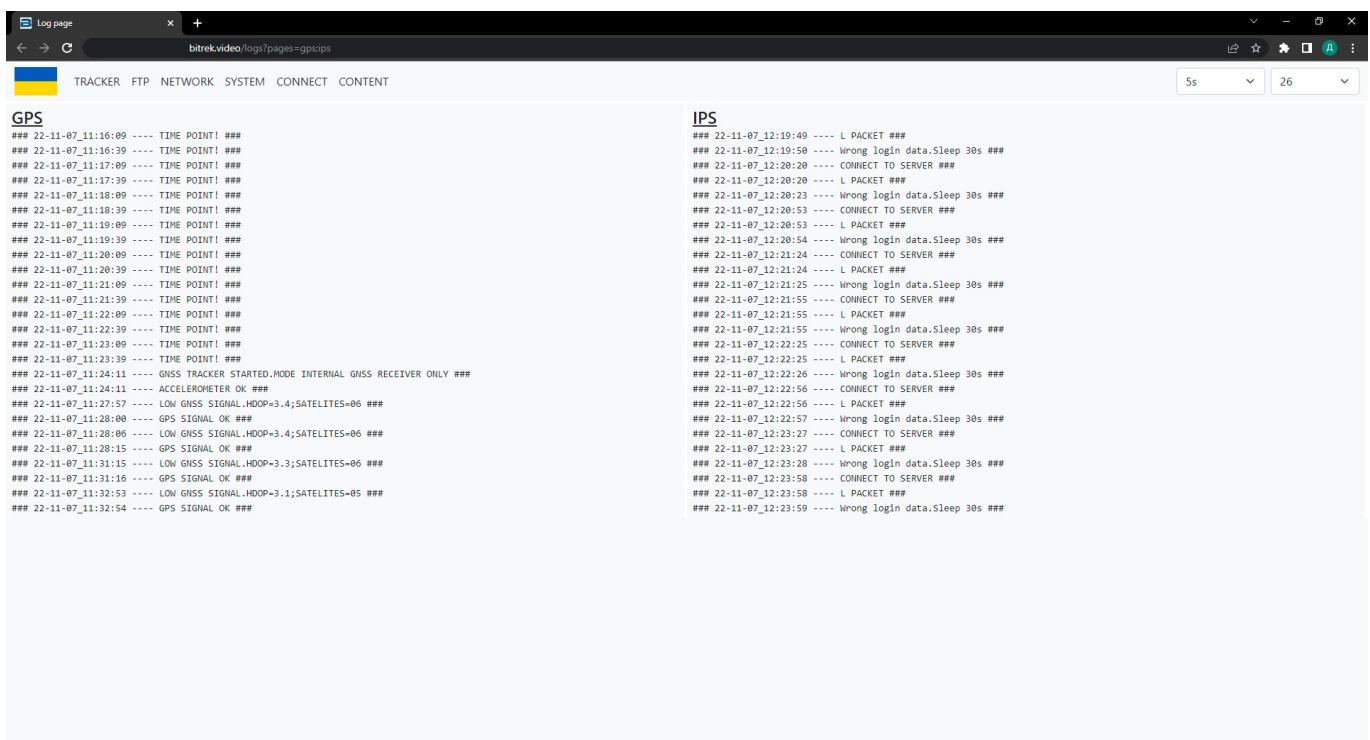 Log page
bitrek.video/logs?pages=gps:ips
Д
TRACKER FTP NETWORK SYSTEM CONNECT CONTENT
5s
26
GPS
### 22-11-07_11:16:09 ---- TIME POINT! ###
### 22-11-07_11:16:39 ---- TIME POINT! ###
### 22-11-07_11:17:09 ---- TIME POINT! ###
### 22-11-07_11:17:39 ---- TIME POINT! ###
### 22-11-07_11:18:09 ---- TIME POINT! ###
### 22-11-07_11:18:39 ---- TIME POINT! ###
### 22-11-07_11:19:09 ---- TIME POINT! ###
### 22-11-07_11:19:39 ---- TIME POINT! ###
### 22-11-07_11:20:09 ---- TIME POINT! ###
### 22-11-07_11:20:39 ---- TIME POINT! ###
### 22-11-07_11:21:09 ---- TIME POINT! ###
### 22-11-07_11:21:39 ---- TIME POINT! ###
### 22-11-07_11:22:09 ---- TIME POINT! ###
### 22-11-07_11:22:39 ---- TIME POINT! ###
### 22-11-07_11:23:09 ---- TIME POINT! ###
### 22-11-07_11:23:39 ---- TIME POINT! ###
### 22-11-07_11:24:11 ---- GNSS TRACKER STARTED.MODE INTERNAL GNSS RECEIVER ONLY ###
### 22-11-07_11:24:11 ---- ACCELEROMETER OK ###
### 22-11-07_11:27:57 ---- LOW GNSS SIGNAL.HDOP=3.4;SATELITES=06 ###
### 22-11-07_11:28:00 ---- GPS SIGNAL OK ###
### 22-11-07_11:28:06 ---- LOW GNSS SIGNAL.HDOP=3.4;SATELITES=06 ###
### 22-11-07_11:28:15 ---- GPS SIGNAL OK ###
### 22-11-07_11:31:15 ---- LOW GNSS SIGNAL.HDOP=3.3;SATELITES=06 ###
### 22-11-07_11:31:16 ---- GPS SIGNAL OK ###
### 22-11-07_11:32:53 ---- LOW GNSS SIGNAL.HDOP=3.1;SATELITES=05 ###
### 22-11-07_11:32:54 ---- GPS SIGNAL OK ###
IPS
### 22-11-07_12:19:49 ---- L PACKET ###
### 22-11-07_12:19:50 ---- Wrong login data.Sleep 30s ###
### 22-11-07_12:20:20 ---- CONNECT TO SERVER ###
### 22-11-07_12:20:20 ---- L PACKET ###
### 22-11-07_12:20:23 ---- Wrong login data.Sleep 30s ###
### 22-11-07_12:20:53 ---- CONNECT TO SERVER ###
### 22-11-07_12:20:53 ---- L PACKET ###
### 22-11-07_12:20:54 ---- Wrong login data.Sleep 30s ###
### 22-11-07_12:21:24 ---- CONNECT TO SERVER ###
### 22-11-07_12:21:24 ---- L PACKET ###
### 22-11-07_12:21:25 ---- Wrong login data.Sleep 30s ###
### 22-11-07_12:21:55 ---- CONNECT TO SERVER ###
### 22-11-07_12:21:55 ---- L PACKET ###
### 22-11-07_12:21:55 ---- Wrong login data.Sleep 30s ###
### 22-11-07_12:22:25 ---- CONNECT TO SERVER ###
### 22-11-07_12:22:25 ---- L PACKET ###
### 22-11-07_12:22:26 ---- Wrong login data.Sleep 30s ###
### 22-11-07_12:22:56 ---- CONNECT TO SERVER ###
### 22-11-07_12:22:56 ---- L PACKET ###
### 22-11-07_12:22:57 ---- Wrong login data.Sleep 30s ###
### 22-11-07_12:23:27 ---- CONNECT TO SERVER ###
### 22-11-07_12:23:27 ---- L PACKET ###
### 22-11-07_12:23:28 ---- Wrong login data.Sleep 30s ###
### 22-11-07_12:23:58 ---- CONNECT TO SERVER ###
### 22-11-07_12:23:58 ---- L PACKET ###
### 22-11-07_12:23:59 ---- Wrong login data.Sleep 30s ###